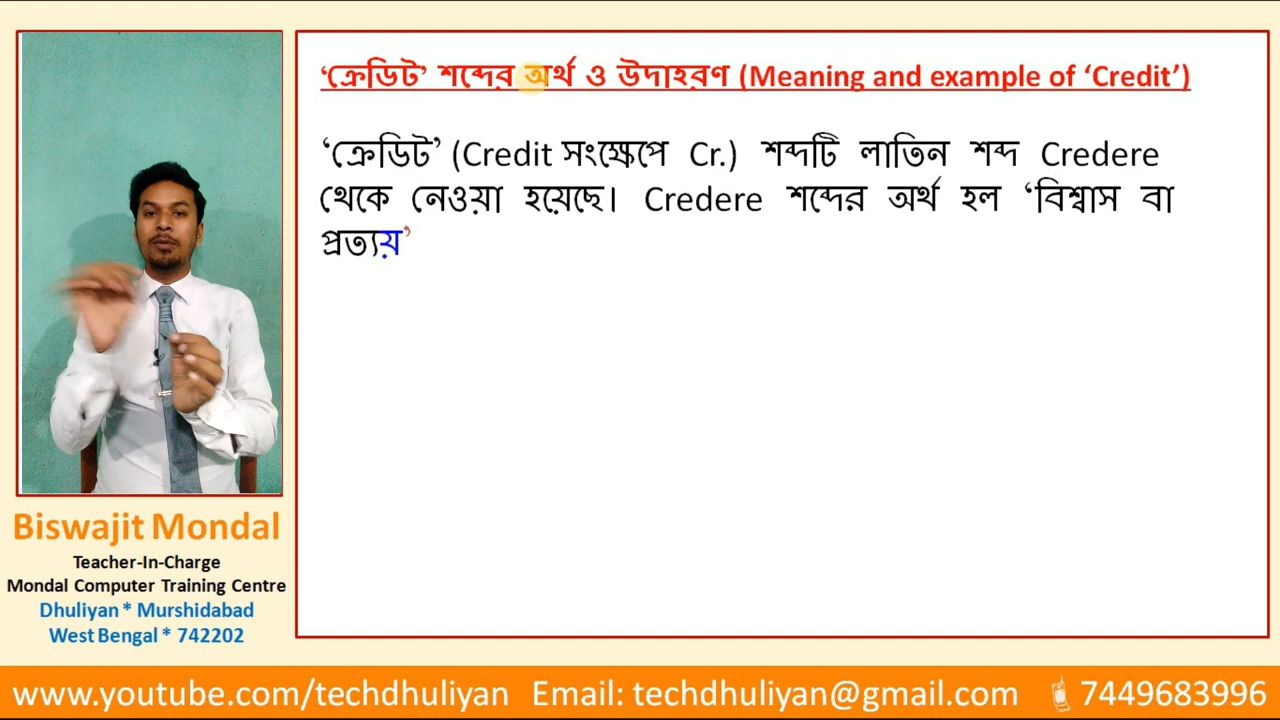 ‘ক্রেডিট’ শব্দের অর্থ ও উদাহরণ (Meaning and example of ‘Credit’)
‘ক্রেডিট’ (Credit সংক্ষেপে Cr.) শব্দটি লাতিন শব্দ Credere
থেকে নেওয়া হয়েছে। Credere শব্দের অর্থ হল ‘বিশ্বাস বা
প্রত্যয়’
Biswajit Mondal
Teacher-In-Charge
Mondal Computer Training Centre
Dhuliyan * Murshidabad
West Bengal * 742202
www.youtube.com/techdhuliyan Email: techdhuliyan@gmail.com 7449683996